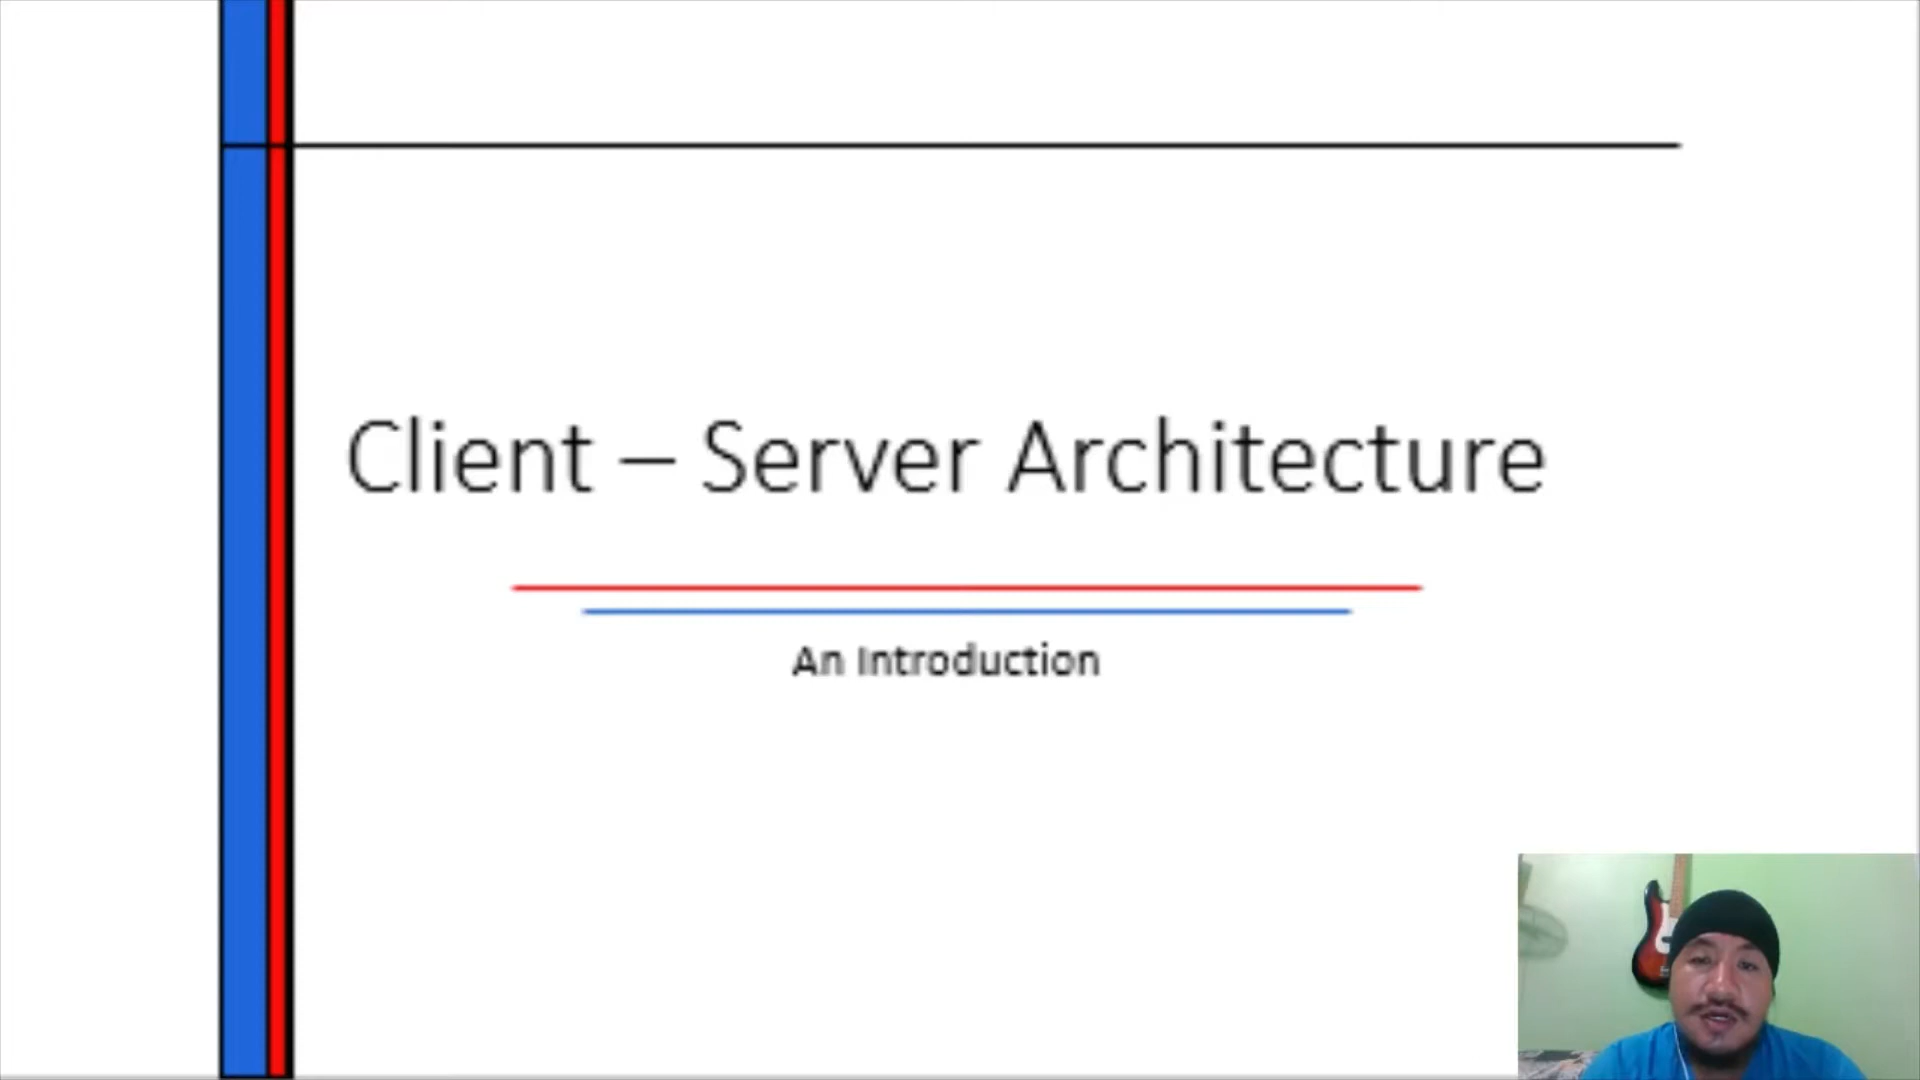 Client – Server Architecture
An Introduction